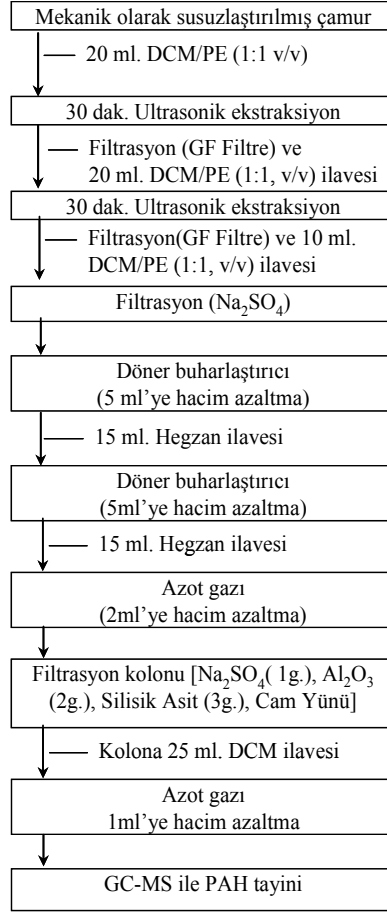 Mekanik olarak susuzlaştırılmış çamur
20 ml. DCM/PE (1:1 v/v)
30 dak. Ultrasonik ekstraksiyon
Filtrasyon (GF Filtre) ve
20 ml. DCM/PE (1:1, v/v) ilavesi
30 dak. Ultrasonik ekstraksiyon
Filtrasyon(GF Filtre) ve 10 ml.
DCM/PE (1:1, v/v) ilavesi
Filtrasyon (Na₂SO₄)
Döner buharlaştırıcı
(5 ml’ye hacim azaltma)
15 ml. Hegzan ilavesi
Döner buharlaştırıcı
(5ml’ye hacim azaltma)
15 ml. Hegzan ilavesi
Azot gazı
(2ml’ye hacim azaltma)
Filtrasyon kolonu [Na₂SO₄( 1g.), Al₂O₃
(2g.), Silisik Asit (3g.), Cam Yünü]
Kolona 25 ml. DCM ilavesi
Azot gazı
1ml’ye hacim azaltma
GC-MS ile PAH tayini